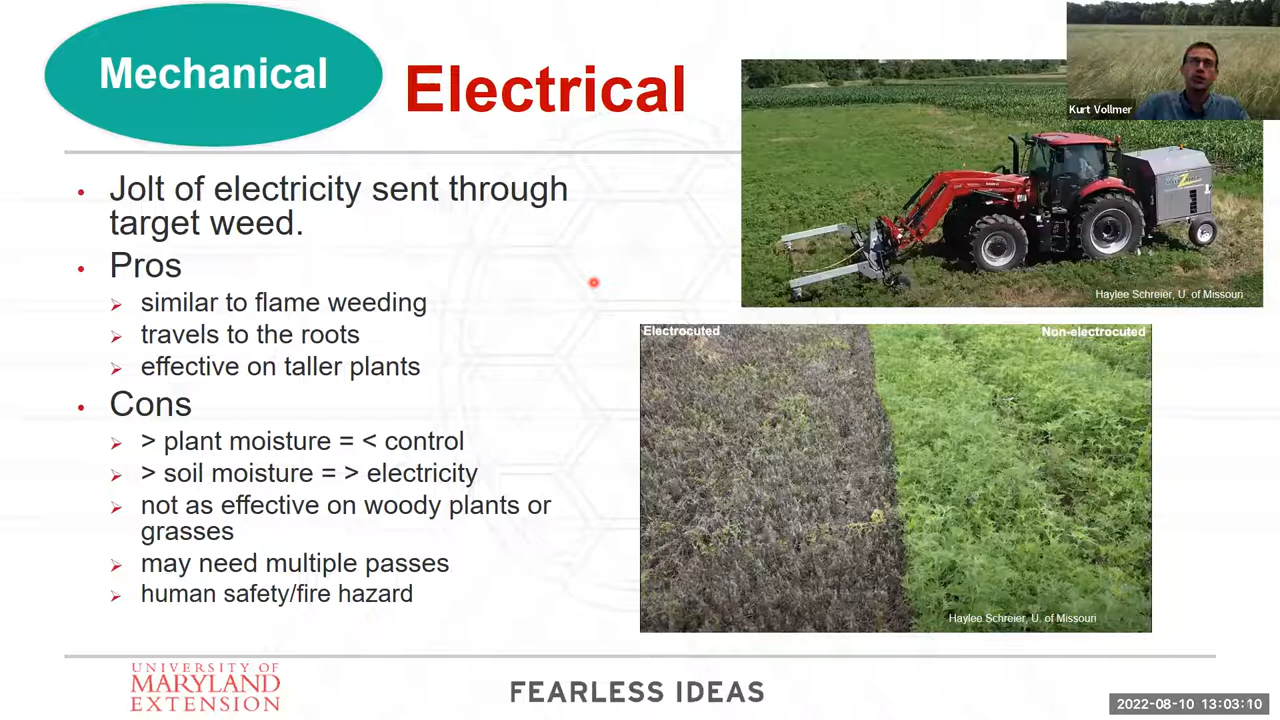 Mechanical
Electrical
Kurt Vollmer
• Jolt of electricity sent through
target weed.
• Pros
➢ similar to flame weeding
➢ travels to the roots
➢ effective on taller plants
• Cons
➢ > plant moisture = < control
➢ > soil moisture = > electricity
➢ not as effective on woody plants or
grasses
➢ may need multiple passes
➢ human safety/fire hazard
Haylee Schreier, U. of Missouri
Electrocuted
Non-electrocuted
Haylee Schreier, U. of Missouri
UNIVERSITY OF
MARYLAND
EXTENSION
FEARLESS IDEAS
2022-08-10 13:03:10